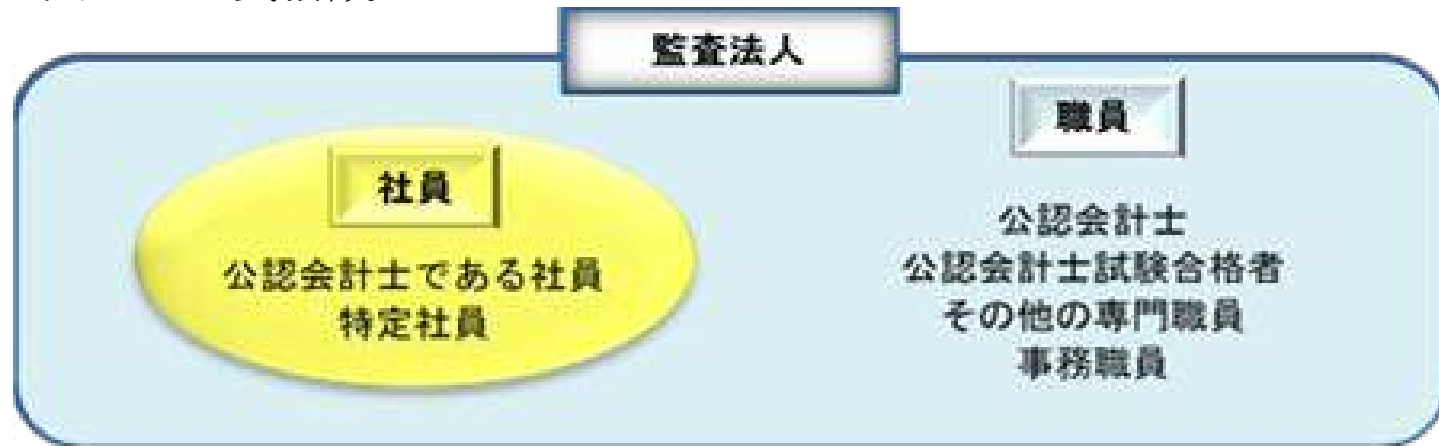 監査法人
職員
社員
公認会計士
公認会計士試験合格者
その他の専門職員
事務職員
公認会計士である社員
特定社員